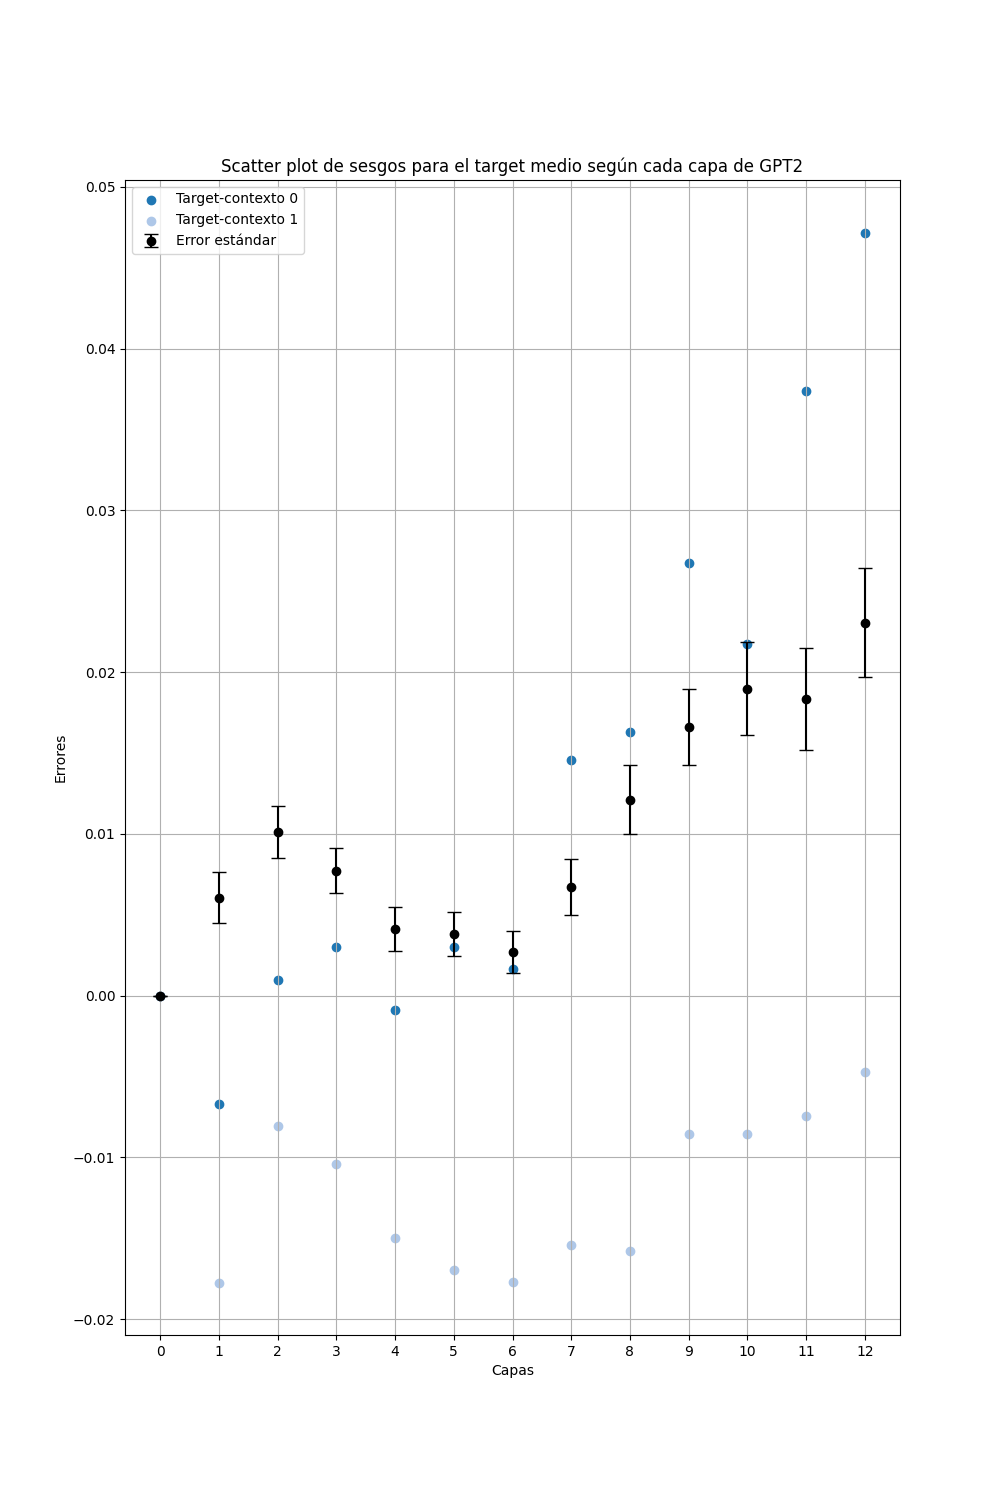 Scatter plot de sesgos para el target medio según cada capa de GPT2
Target-contexto 0
Target-contexto 1
Error estándar
0.05
0.04
0.03
0.02
0.01
0.00
−0.01
−0.02
Errores
0 1 2 3 4 5 6 7 8 9 10 11 12
Capas